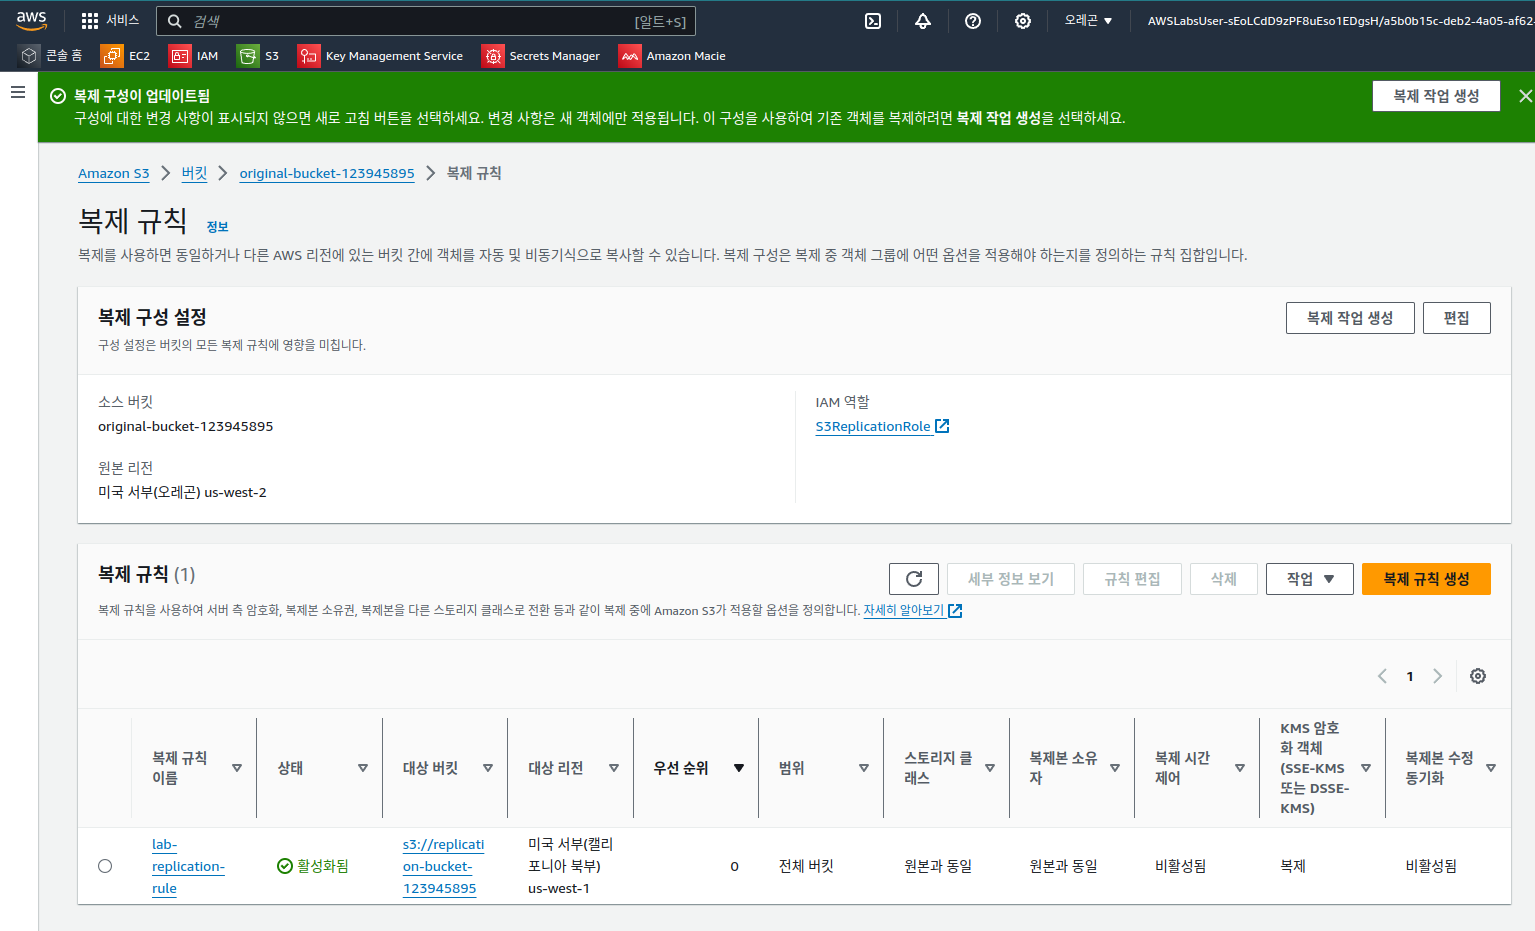 aws
서비스
검색
[알트+S]
오레곤
AWSLabsUser-sEoLCdD9zPF8uEso1EDgsH/a5b0b15c-deb2-4a05-af62-
콘솔 홈
EC2
IAM
S3
Key Management Service
Secrets Manager
Amazon Macie
복제 구성이 업데이트됨
구성에 대한 변경 사항이 표시되지 않으면 새로 고침 버튼을 선택하세요. 변경 사항은 새 객체에만 적용됩니다. 이 구성을 사용하여 기존 객체를 복제하려면 복제 작업 생성을 선택하세요.
복제 작업 생성
Amazon S3
버킷
original-bucket-123945895
복제 규칙
복제 규칙
정보
복제를 사용하면 동일하거나 다른 AWS 리전에 있는 버킷 간에 객체를 자동 및 비동기식으로 복사할 수 있습니다. 복제 구성은 복제 중 객체 그룹에 어떤 옵션을 적용해야 하는지를 정의하는 규칙 집합입니다.
복제 구성 설정
구성 설정은 버킷의 모든 복제 규칙에 영향을 미칩니다.
복제 작업 생성
편집
소스 버킷
original-bucket-123945895
원본 리전
미국 서부(오레곤) us-west-2
IAM 역할
S3ReplicationRole
복제 규칙 (1)
세부 정보 보기
규칙 편집
삭제
작업
복제 규칙 생성
복제 규칙을 사용하여 서버 측 암호화, 복제본 소유권, 복제본을 다른 스토리지 클래스로 전환 등과 같이 복제 중에 Amazon S3가 적용할 옵션을 정의합니다. 자세히 알아보기
1
복제 규칙
이름
상태
대상 버킷
대상 리전
우선 순위
범위
스토리지 클
래스
복제본 소유
자
복제 시간
제어
KMS 암호
화 객체
(SSE-KMS
또는 DSSE-
KMS)
복제본 수정
동기화
lab-
replication-
rule
활성화됨
s3://replicati
on-bucket-
123945895
미국 서부(캘리
포니아 북부)
us-west-1
0
전체 버킷
원본과 동일
원본과 동일
비활성됨
복제
비활성됨